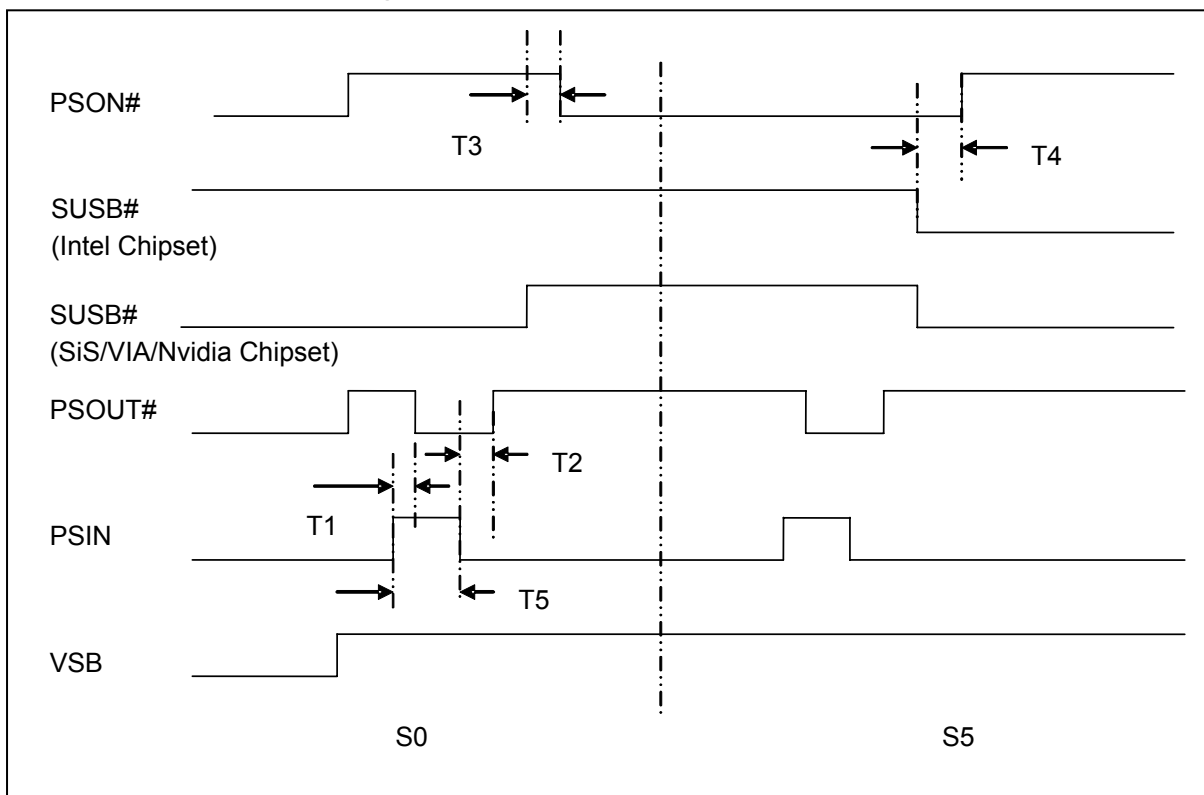 PSON#
T3
T4
SUSB#
(Intel Chipset)
SUSB#
(SiS/VIA/Nvidia Chipset)
PSOUT#
T2
T1
PSIN
T5
VSB
S0
S5